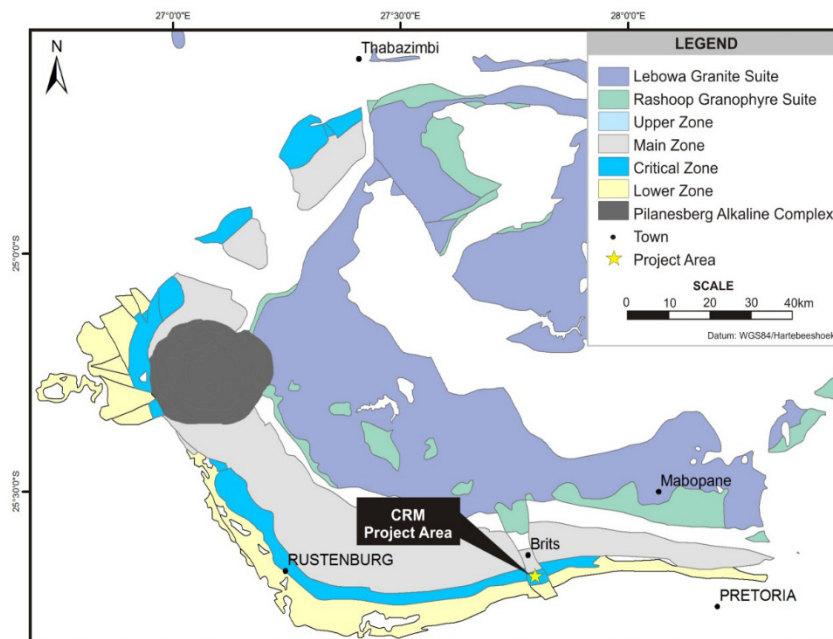 27°0'0"E
27°30'0"E
28°0'0"E
N
Thabazimbi
LEGEND
Lebowa Granite Suite
Rashoop Granophyre Suite
Upper Zone
Main Zone
Critical Zone
Lower Zone
Pilanesberg Alkaline Complex
Town
Project Area
SCALE
0 10 20 30 40km
Datum: WGS84/Hartebeeshoek
25°0'0"S
25°30'0"S
Mabopane
CRM
Project Area
Brits
RUSTENBURG
PRETORIA